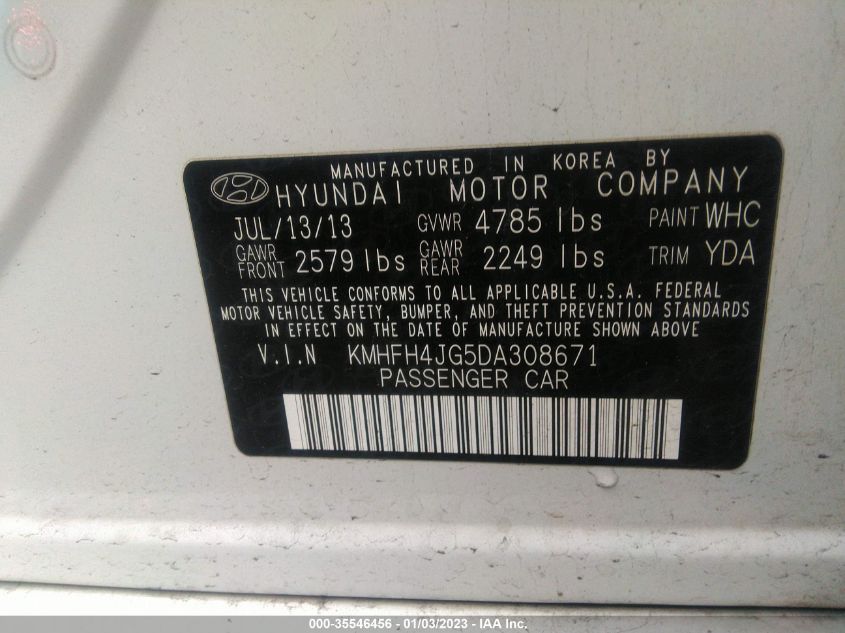 MANUFACTURED IN KOREA BY
HYUNDAI MOTOR COMPANY
JUL/13/13 GVWR 4785 lbs PAINT WHC
GAWR FRONT 2579 lbs GAWR REAR 2249 lbs TRIM YDA
THIS VEHICLE CONFORMS TO ALL APPLICABLE U.S.A. FEDERAL
MOTOR VEHICLE SAFETY, BUMPER, AND THEFT PREVENTION STANDARDS
IN EFFECT ON THE DATE OF MANUFACTURE SHOWN ABOVE
V.I.N KMHFH4JG5DA308671
PASSENGER CAR
000-35546456 - 01/03/2023 - © IAA Inc.